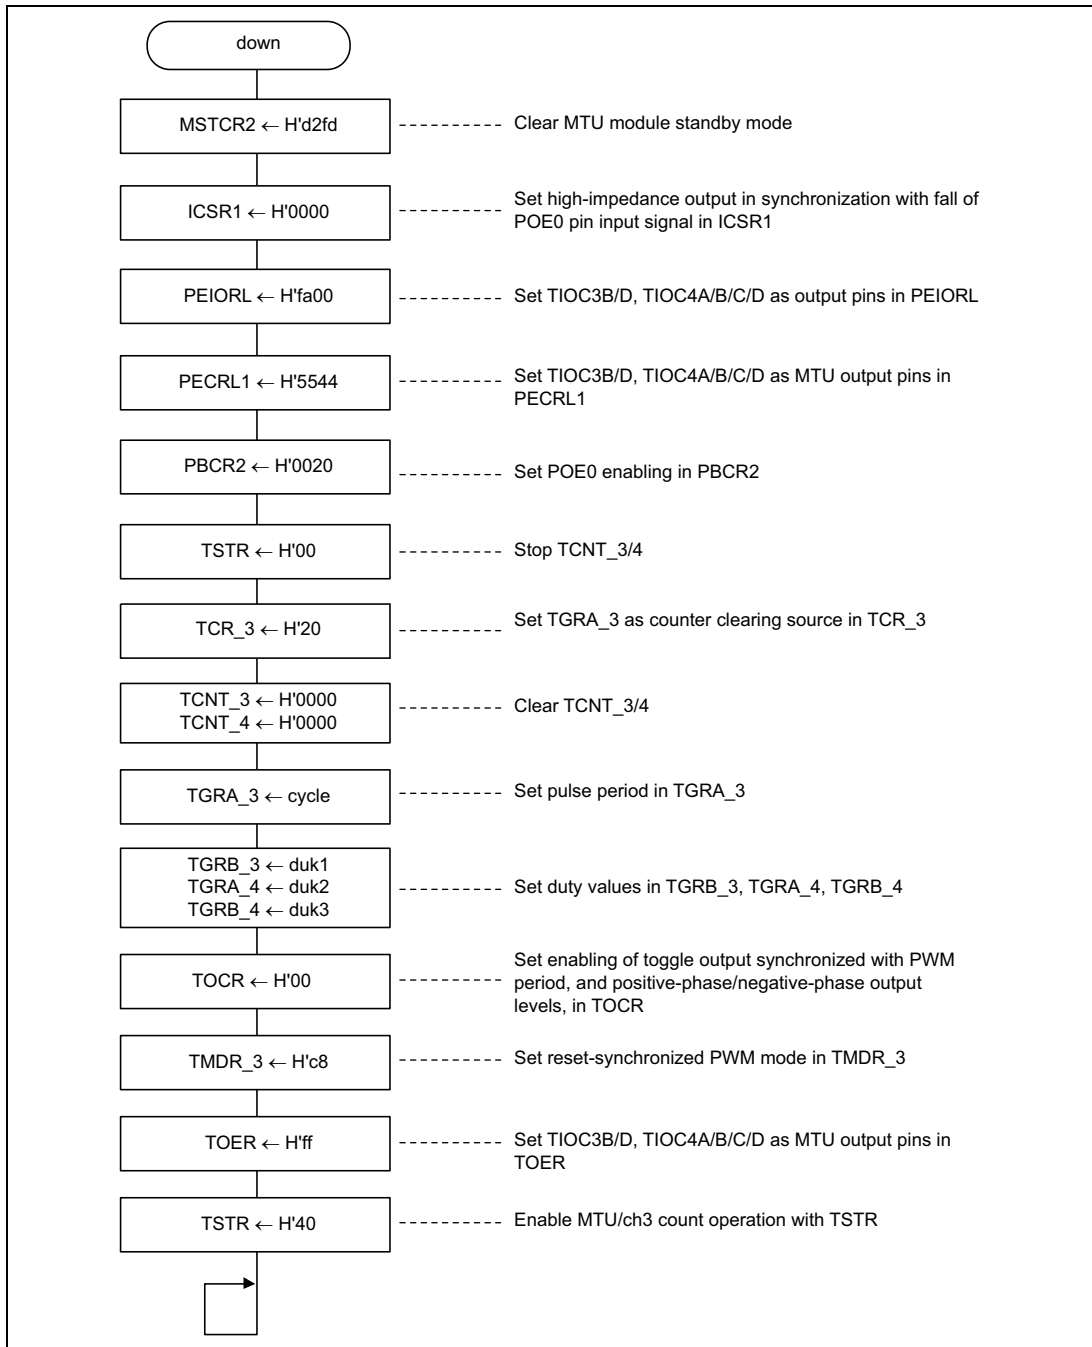 down
MSTCR2 ← H'd2fd
Clear MTU module standby mode
ICSR1 ← H'0000
Set high-impedance output in synchronization with fall of
POE0 pin input signal in ICSR1
PEIORL ← H'fa00
Set TIOC3B/D, TIOC4A/B/C/D as output pins in PEIORL
PECRL1 ← H'5544
Set TIOC3B/D, TIOC4A/B/C/D as MTU output pins in
PECRL1
PBCR2 ← H'0020
Set POE0 enabling in PBCR2
TSTR ← H'00
Stop TCNT_3/4
TCR_3 ← H'20
Set TGRA_3 as counter clearing source in TCR_3
TCNT_3 ← H'0000
TCNT_4 ← H'0000
Clear TCNT_3/4
TGRA_3 ← cycle
Set pulse period in TGRA_3
TGRB_3 ← duk1
TGRA_4 ← duk2
TGRB_4 ← duk3
Set duty values in TGRB_3, TGRA_4, TGRB_4
TOCR ← H'00
Set enabling of toggle output synchronized with PWM
period, and positive-phase/negative-phase output
levels, in TOCR
TMDR_3 ← H'c8
Set reset-synchronized PWM mode in TMDR_3
TOER ← H'ff
Set TIOC3B/D, TIOC4A/B/C/D as MTU output pins in
TOER
TSTR ← H'40
Enable MTU/ch3 count operation with TSTR